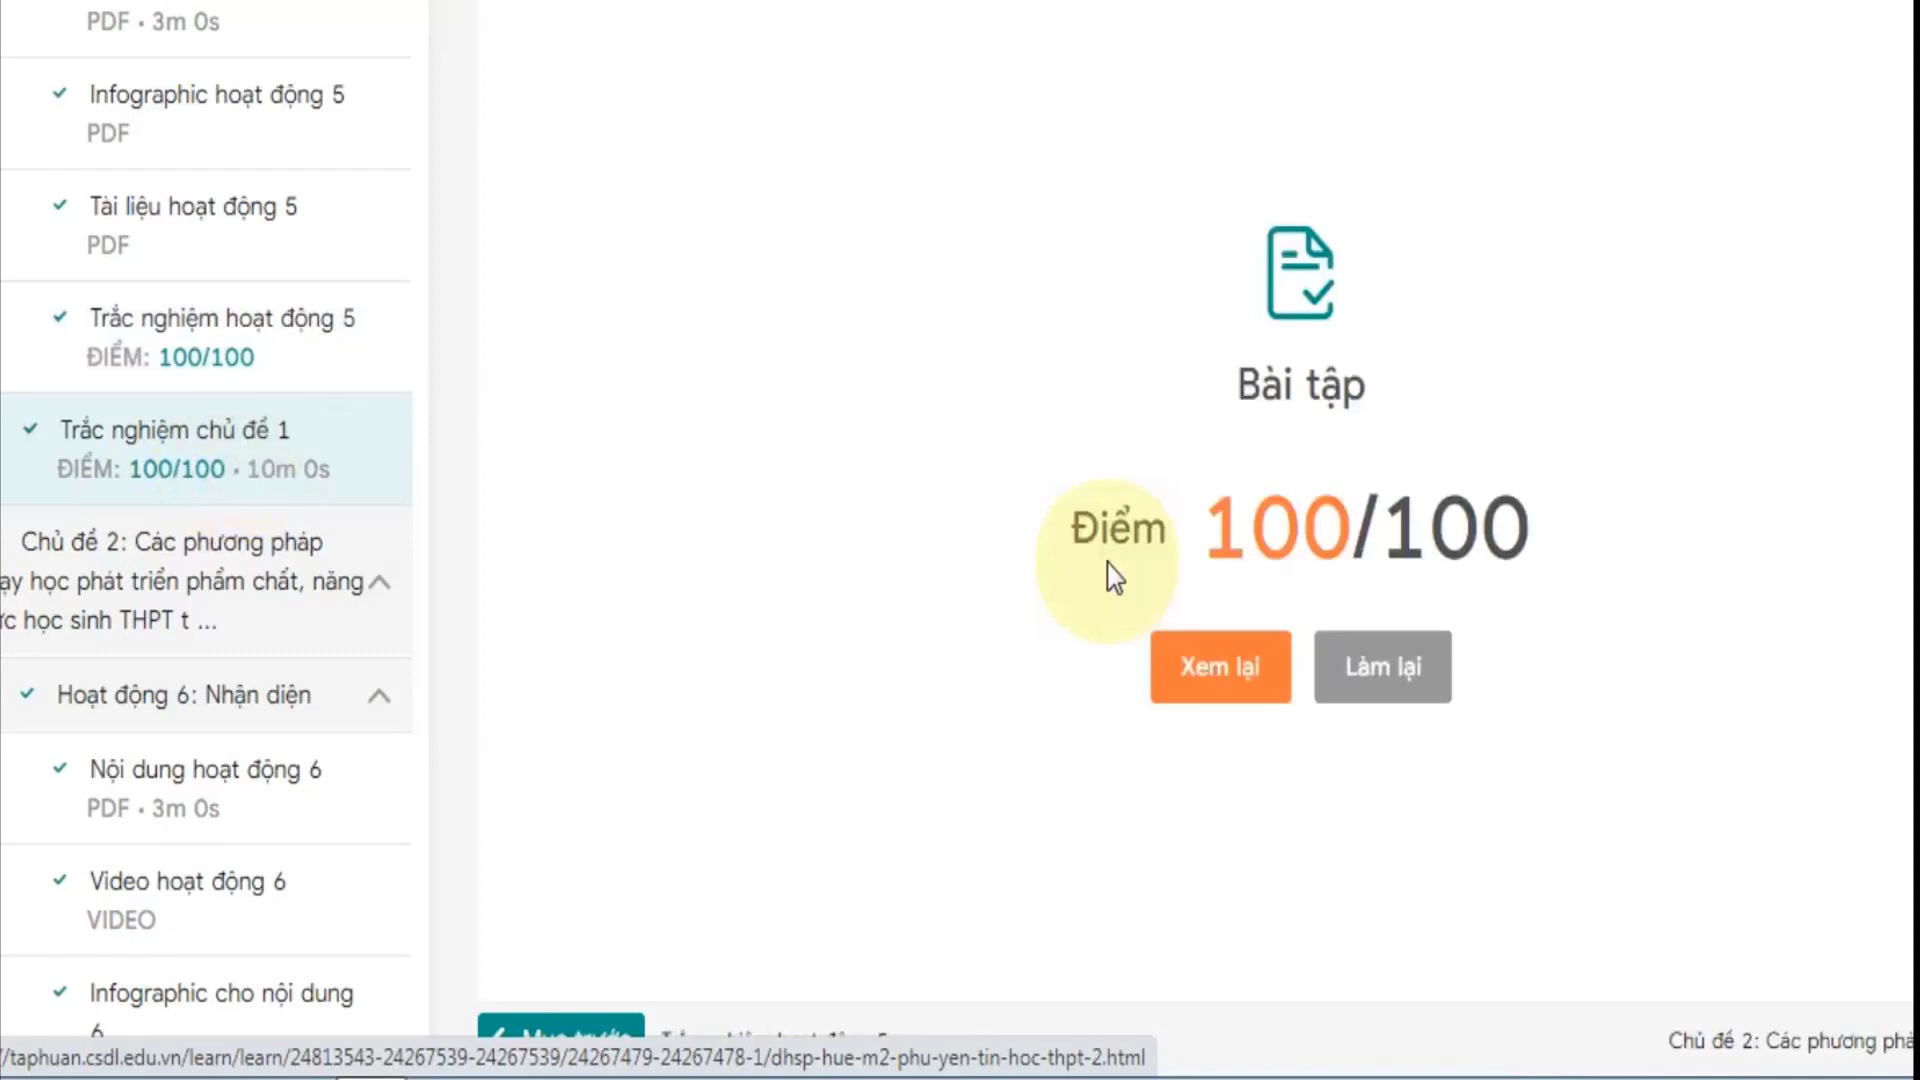 PDF • 3m 0s
Infographic hoạt động 5
PDF
Tài liệu hoạt động 5
PDF
Trắc nghiệm hoạt động 5
ĐIỂM: 100/100
Trắc nghiệm chủ đề 1
ĐIỂM: 100/100 • 10m 0s
Chủ đề 2: Các phương pháp
ạy học phát triển phẩm chất, năng
ực học sinh THPT t ...
Hoạt động 6: Nhận diện
Nội dung hoạt động 6
PDF • 3m 0s
Video hoạt động 6
VIDEO
Infographic cho nội dung
6
Bài tập
Điểm 100/100
Xem lại
Làm lại
Mục trước
Chủ đề 2: Các phương phá
/taphuan.csdl.edu.vn/learn/learn/24813543-24267539-24267539/24267479-24267478-1/dhsp-hue-m2-phu-yen-tin-hoc-thpt-2.html